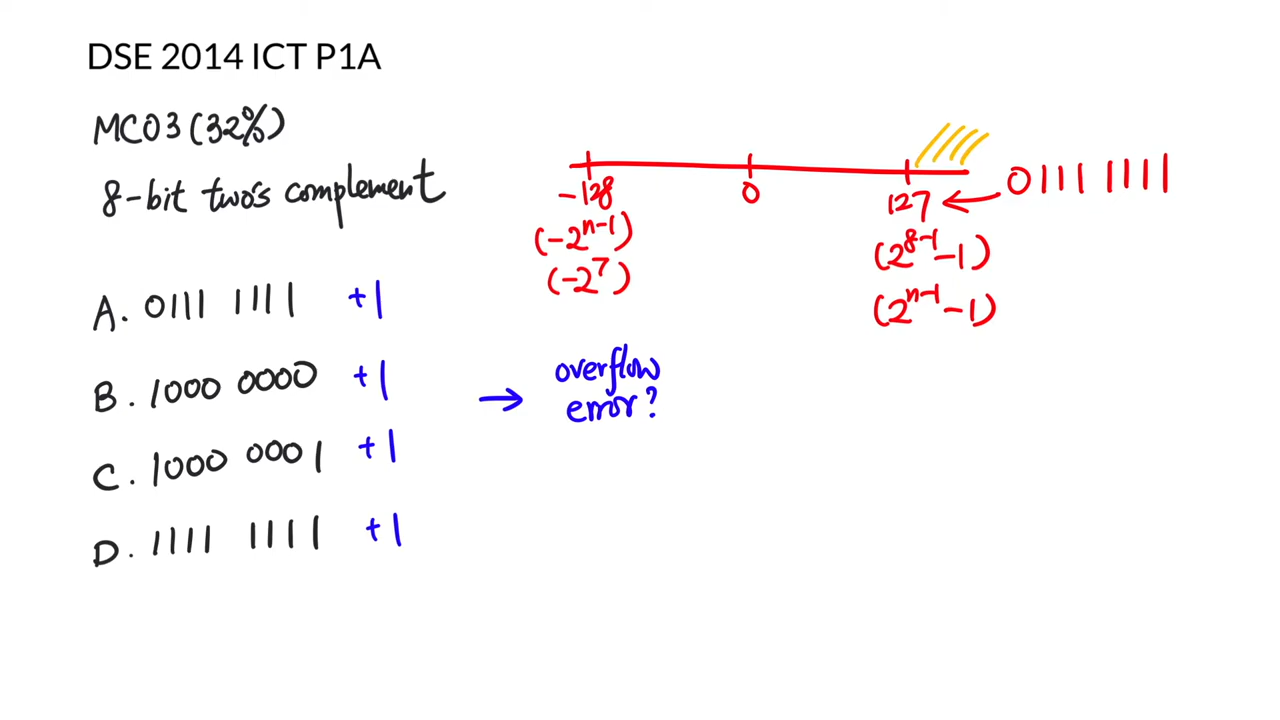 DSE 2014 ICT P1A
MC03 (32%)
8-bit two's complement
A. 0111 1111 +1
B. 1000 0000 +1
C. 1000 0001 +1
D. 1111 1111 +1
→ overflow
error?
-128 0 127 ← 0111 1111
(-2^{n-1}) (2^{8-1}-1)
(-2^7) (2^{n-1}-1)